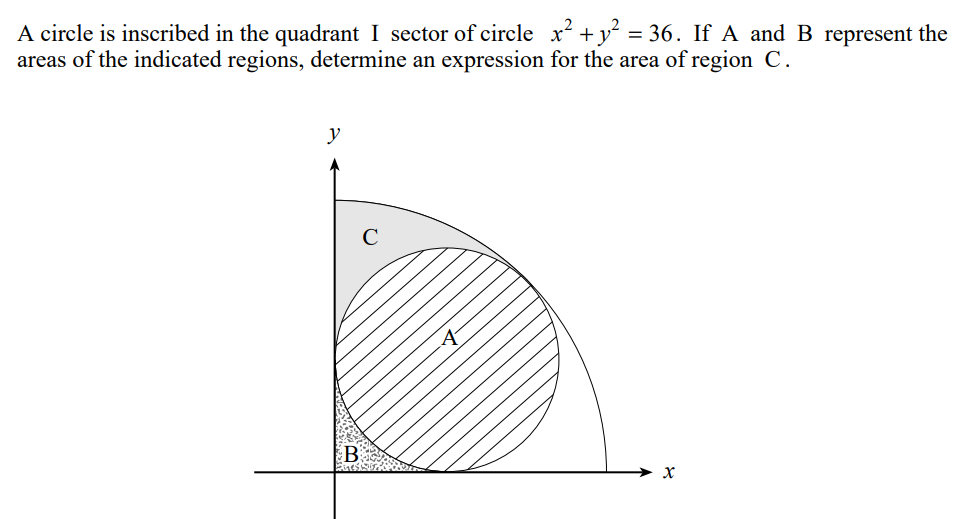 A circle is inscribed in the quadrant I sector of circle x² + y² = 36. If A and B represent the
areas of the indicated regions, determine an expression for the area of region C.
y
C
A
B
x